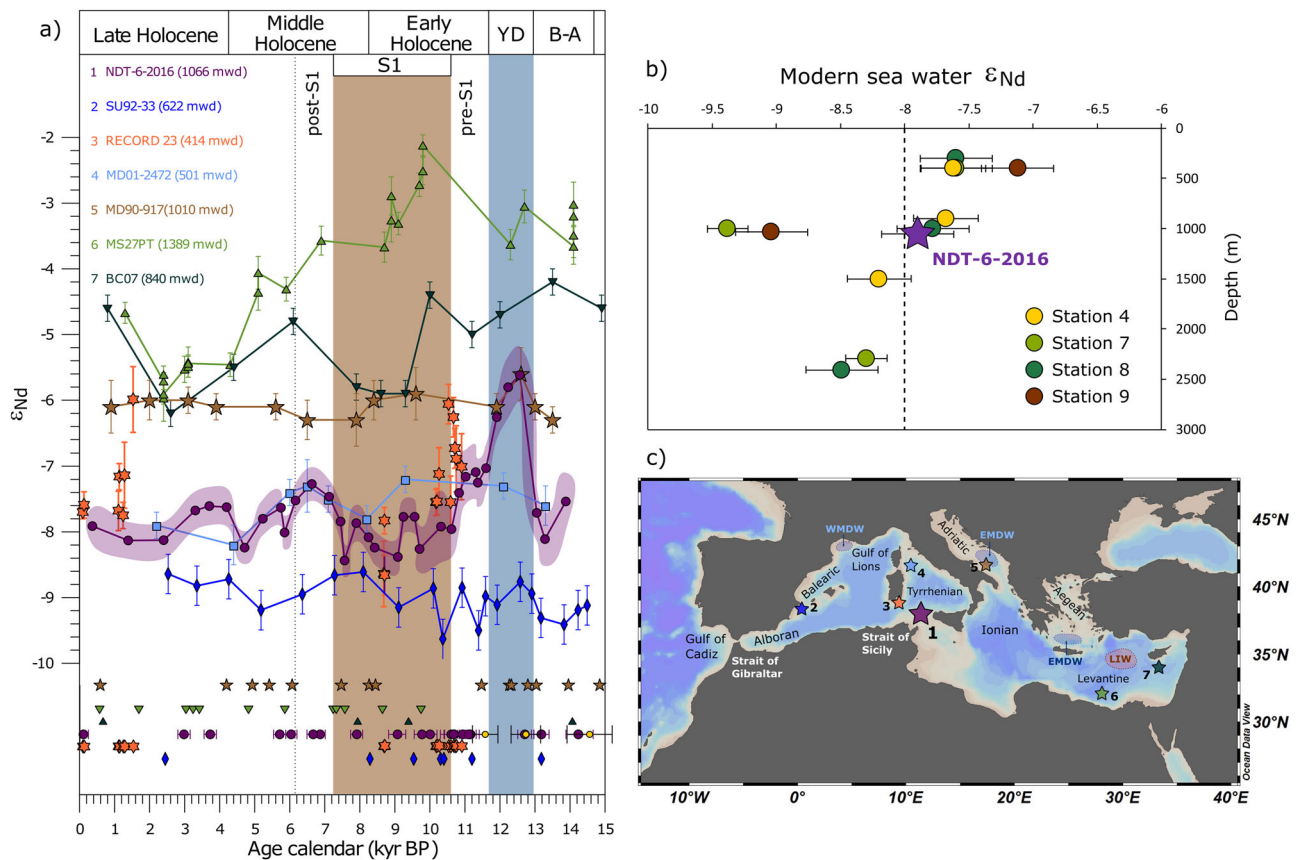 a)
Late Holocene
Middle
Holocene
Early
Holocene
YD
B-A
S1
post-S1
pre-S1
1 NDT-6-2016 (1066 mwd)
2 SU92-33 (622 mwd)
3 RECORD 23 (414 mwd)
4 MD01-2472 (501 mwd)
5 MD90-917(1010 mwd)
6 MS27PT (1389 mwd)
7 BC07 (840 mwd)
-2
-3
-4
-5
-6
-7
-8
-9
-10
εNd
0 1 2 3 4 5 6 7 8 9 10 11 12 13 14 15
Age calendar (kyr BP)
b)
Modern sea water εNd
-10 -9.5 -9 -8.5 -8 -7.5 -7 -6.5 -6
0
500
1000
1500
2000
2500
3000
Depth (m)
NDT-6-2016
Station 4
Station 7
Station 8
Station 9
c)
45°N
40°N
35°N
30°N
10°W 0° 10°E 20°E 30°E 40°E
WMDW
Gulf of
Lions
Balearic
Adriatic
EMDW
5
4
Tyrrhenian
3
2
1
Aegean
Ionian
Alboran
Gulf of
Cadiz
Strait of
Gibraltar
Strait of
Sicily
EMDW
LIW
Levantine
7
6
Ocean Data View